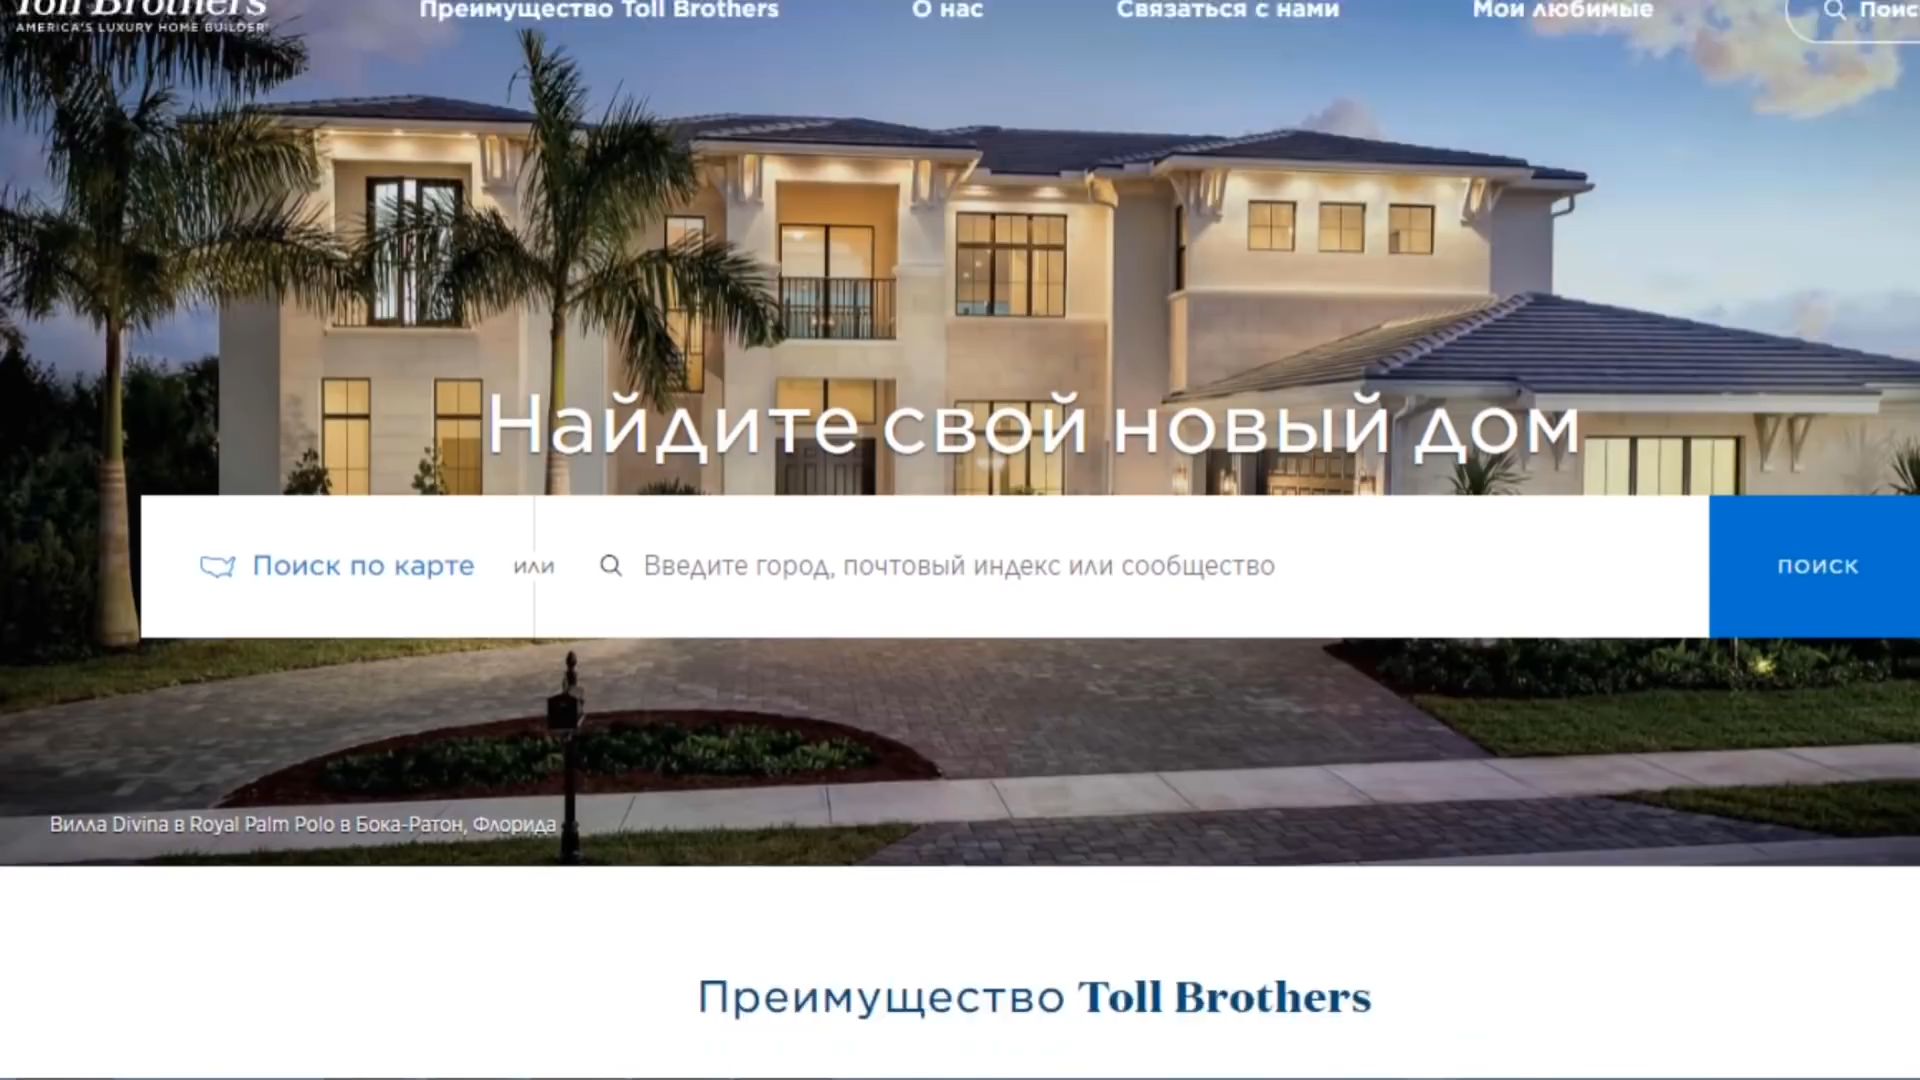 Toll Brothers
AMERICA'S LUXURY HOME BUILDER
Преимущество Toll Brothers
О нас
Связаться с нами
Мои любимые
Найдите свой новый дом
Поиск по карте
или
Введите город, почтовый индекс или сообщество
ПОИСК
Вилла Divina в Royal Palm Polo в Бока-Ратон, Флорида
Преимущество Toll Brothers